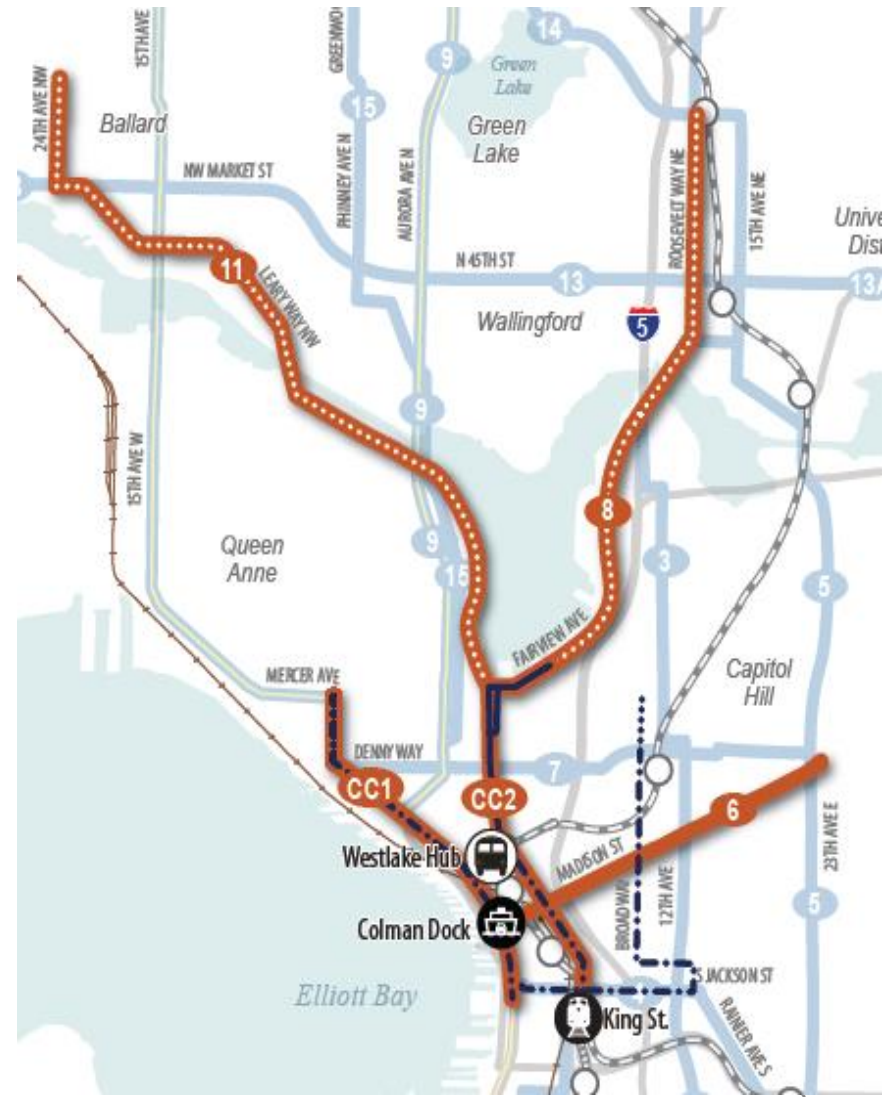 15TH AVE
GREENWOO
14
9
Green
Lake
24TH AVE NW
Ballard
15
Green
Lake
NW MARKET ST
PHINNEY AVE N
AURORA AVE N
ROOSEVELT WAY NE
15TH AVE NE
Unive
Dist
11
LEARY WAY NW
N 45TH ST
13
13A
Wallingford
5
9
15TH AVE W
8
Queen
Anne
9
15
3
5
FAIRVIEW AVE
Capitol
Hill
MERCER AVE
DENNY WAY
7
CC1
CC2
6
Westlake Hub
MADISON ST
23TH AVE E
Colman Dock
BROADWAY
12TH AVE
5
Elliott Bay
S JACKSON ST
King St.
RAINIER AVE S